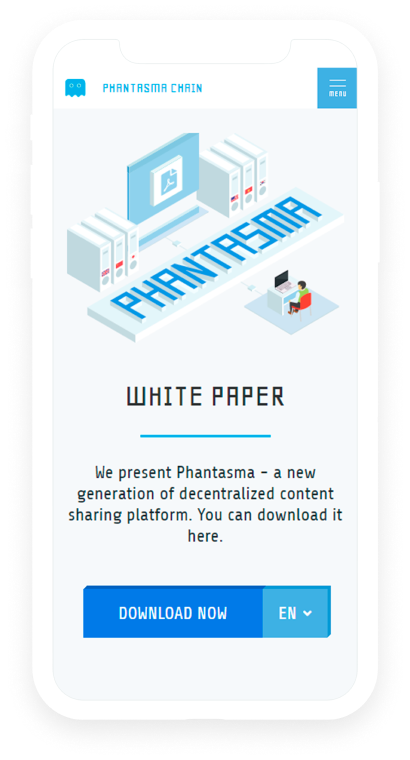 PHANTASMA CHAIN
MENU
PHANTASMA
WHITE PAPER
We present Phantasma - a new
generation of decentralized content
sharing platform. You can download it
here.
DOWNLOAD NOW
EN